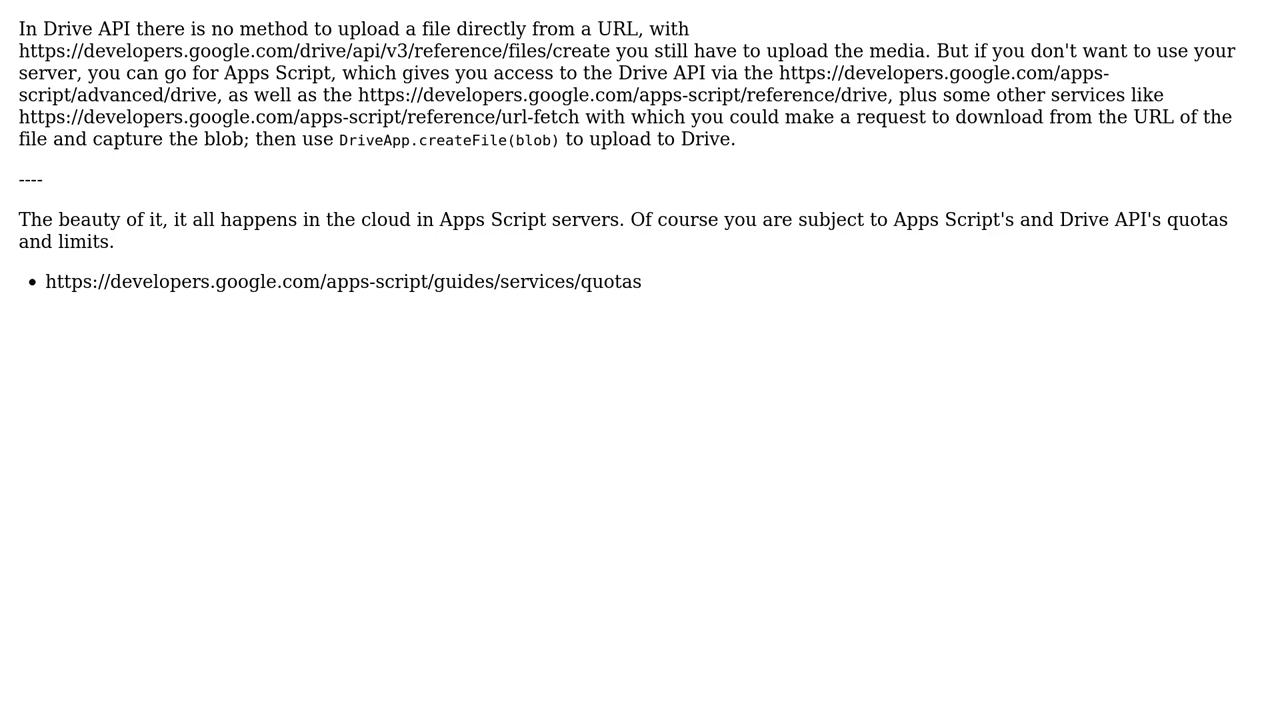 In Drive API there is no method to upload a file directly from a URL, with
https://developers.google.com/drive/api/v3/reference/files/create you still have to upload the media. But if you don't want to use your
server, you can go for Apps Script, which gives you access to the Drive API via the https://developers.google.com/apps-
script/advanced/drive, as well as the https://developers.google.com/apps-script/reference/drive, plus some other services like
https://developers.google.com/apps-script/reference/url-fetch with which you could make a request to download from the URL of the
file and capture the blob; then use DriveApp.createFile(blob) to upload to Drive.
----
The beauty of it, it all happens in the cloud in Apps Script servers. Of course you are subject to Apps Script's and Drive API's quotas
and limits.
• https://developers.google.com/apps-script/guides/services/quotas